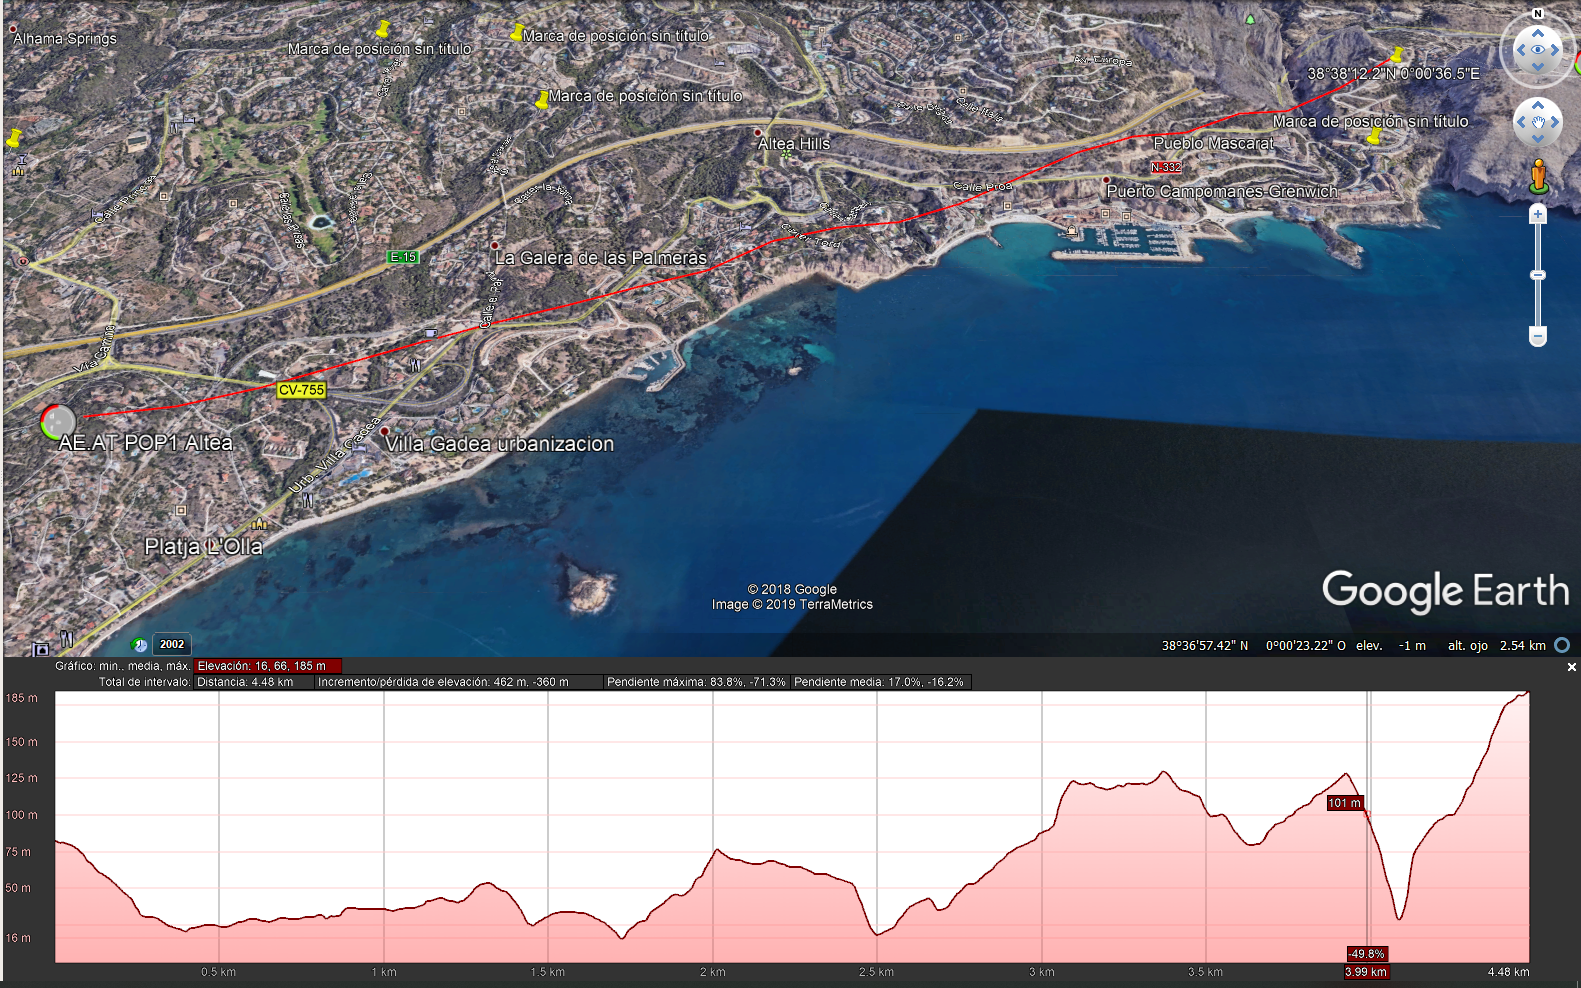 N
Alhama Springs
Marca de posición sin título
Marca de posición sin título
Av. Europa
38°38'12.2"N 0°00'36.5"E
Marca de posición sin título
Calle Italia
Marca de posición sin título
Altea Hills
Pueblo Mascarat
N-332
Calle Proa
Puerto Campomanes-Grenwich
E-15
La Galera de las Palmeras
CV-755
AE.AT POP1 Altea
Villa Gadea urbanizacion
Urb. Villa Gadea
Platja L'Olla
© 2018 Google
Image © 2019 TerraMetrics
Google Earth
2002
38°36'57.42" N 0°00'23.22" O elev. -1 m alt. ojo 2.54 km
Gráfico: min., media, máx. Elevación: 16, 66, 185 m
Total de intervalo: Distancia: 4.48 km Incremento/pérdida de elevación: 462 m, -360 m Pendiente máxima: 83.8%, -71.3% Pendiente media: 17.0%, -16.2%
185 m
150 m
125 m
101 m
100 m
75 m
50 m
16 m
-49.8%
0.5 km 1 km 1.5 km 2 km 2.5 km 3 km 3.5 km 3.99 km 4.48 km